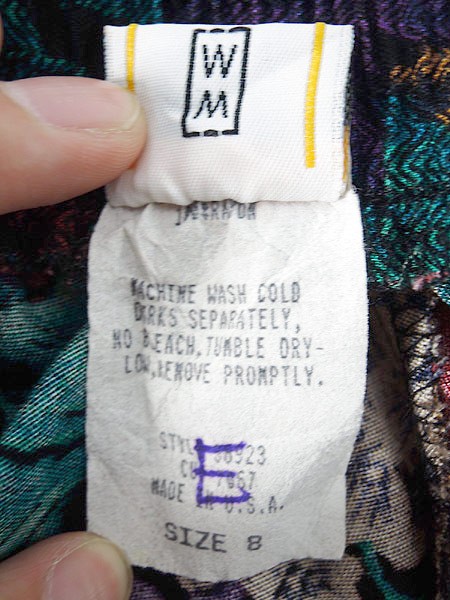 W
M
MACHINE WASH COLD
DARKS SEPARATELY,
NO BLEACH, TUMBLE DRY-
LOW, REMOVE PROMPTLY.
E
MADE IN U.S.A.
SIZE 8